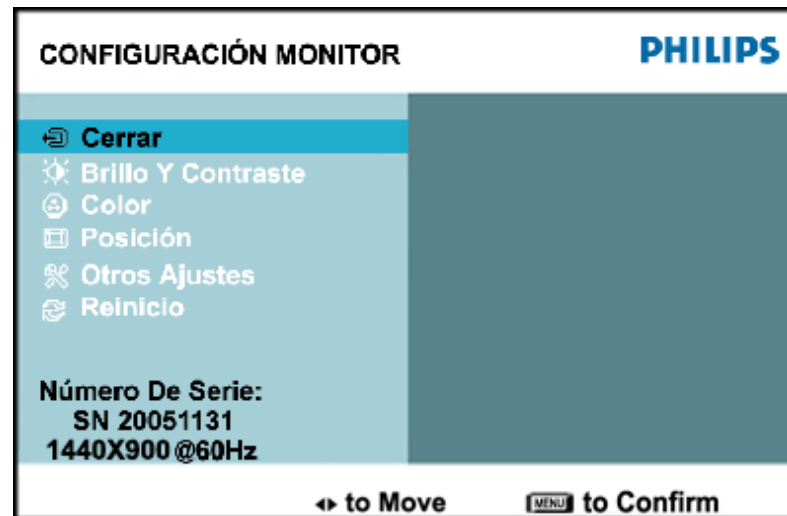 CONFIGURACIÓN MONITOR PHILIPS
Cerrar
Brillo Y Contraste
Color
Posición
Otros Ajustes
Reinicio
Número De Serie:
SN 20051131
1440X900@60Hz
to Move MENU to Confirm